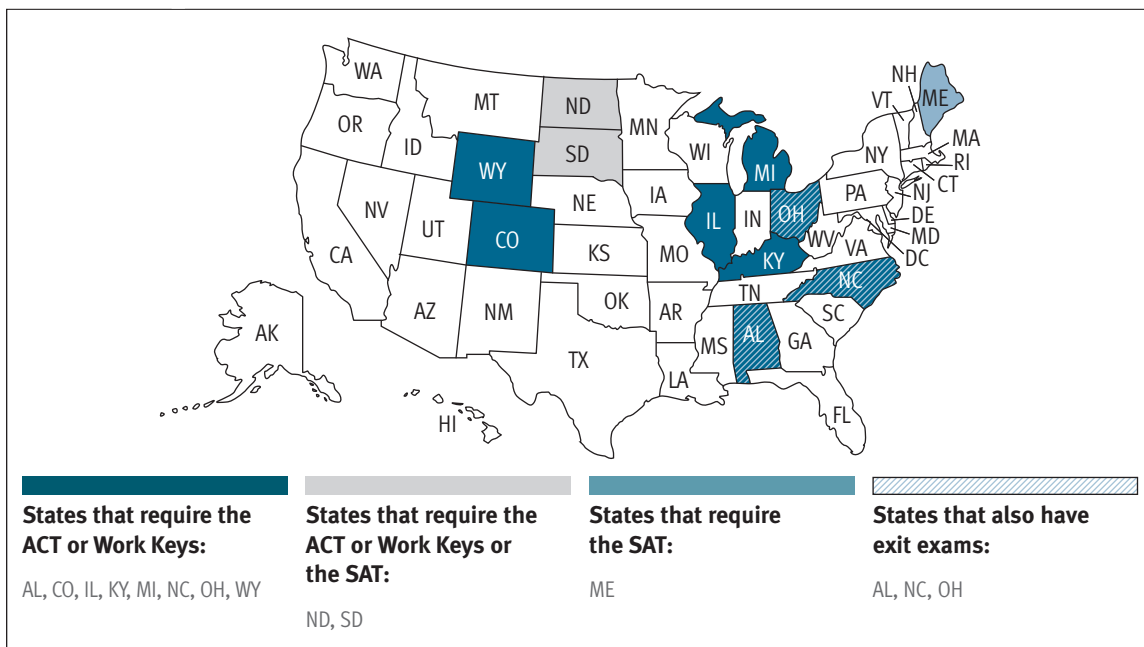 WA
MT
ND
OR
ID
WY
SD
MN
WI
MI
NH
VT
ME
NY
MA
RI
CT
NJ
PA
DE
MD
DC
NV
UT
CO
NE
IA
IL
IN
OH
WV
VA
CA
KS
MO
KY
NC
TN
SC
AZ
NM
OK
AR
MS
AL
GA
AK
TX
LA
HI
FL
States that require the
ACT or Work Keys:
AL, CO, IL, KY, MI, NC, OH, WY
States that require the
ACT or Work Keys or
the SAT:
ND, SD
States that require
the SAT:
ME
States that also have
exit exams:
AL, NC, OH